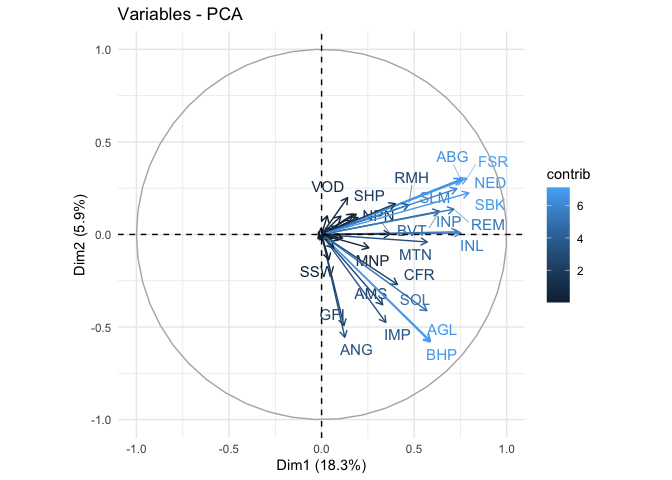 Variables - PCA
1.0
0.5
0.0
-0.5
-1.0
Dim2 (5.9%)
ABG
FSR
RMH
NED
VOD
SHP
SLM
SBK
NPN
INP
REM
BVT
INL
MTN
MNP
SSW
CFR
AMS
SOL
GFI
IMP
AGL
ANG
BHP
contrib
6
4
2
-1.0 -0.5 0.0 0.5 1.0
Dim1 (18.3%)